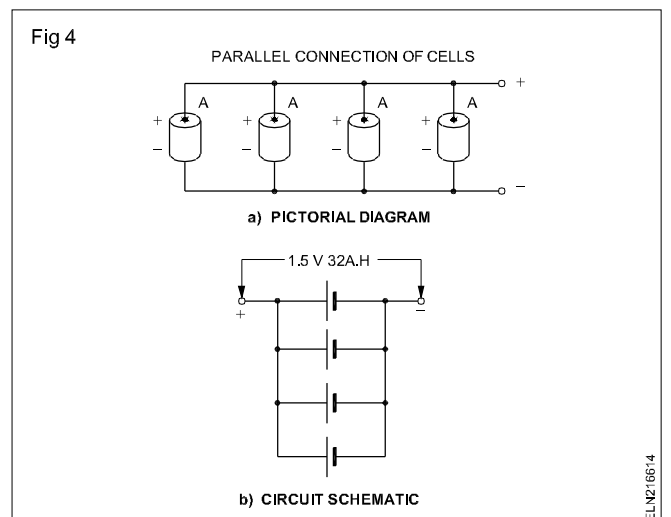 Fig 4
PARALLEL CONNECTION OF CELLS
+
A A A A
+ + + +
– – – –
–
a) PICTORIAL DIAGRAM
1.5 V 32A.H
+ –
b) CIRCUIT SCHEMATIC
ELN216614